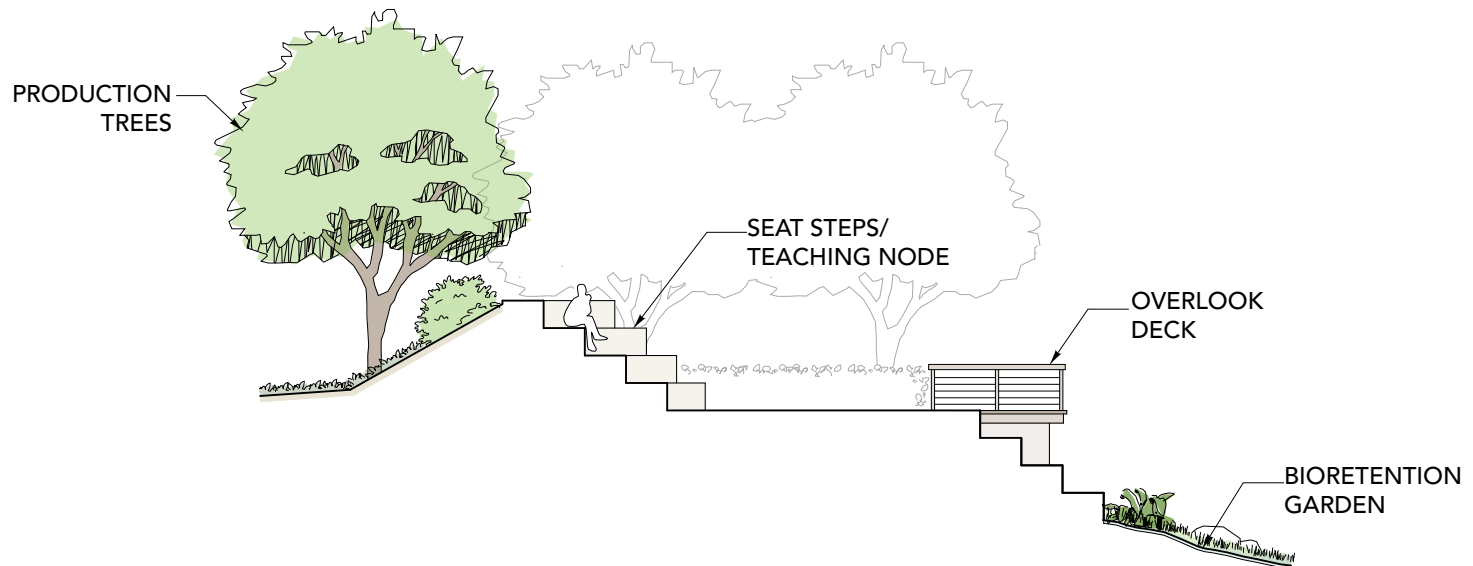 PRODUCTION
TREES
SEAT STEPS/
TEACHING NODE
OVERLOOK
DECK
BIORETENTION
GARDEN